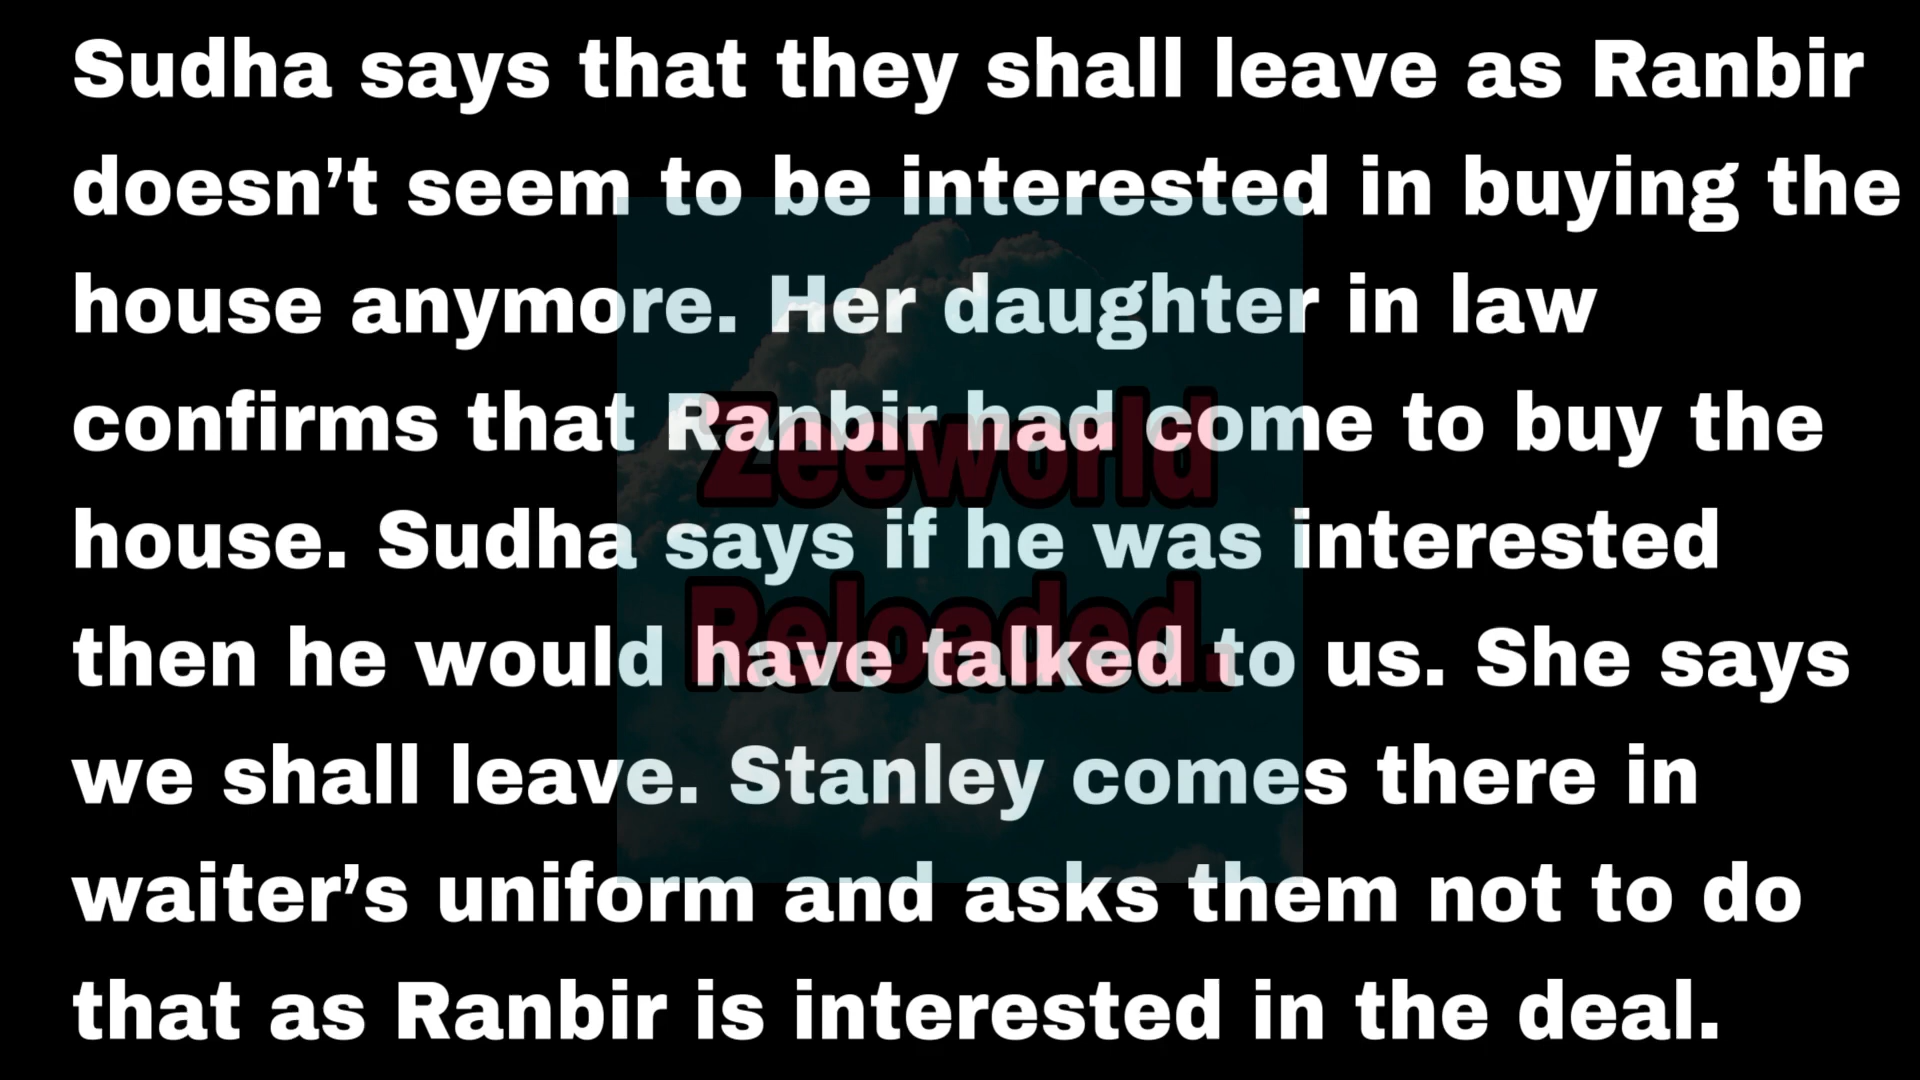 Sudha says that they shall leave as Ranbir
doesn’t seem to be interested in buying the
house anymore. Her daughter in law
confirms that Ranbir had come to buy the
house. Sudha says if he was interested
then he would have talked to us. She says
we shall leave. Stanley comes there in
waiter’s uniform and asks them not to do
that as Ranbir is interested in the deal.
Zeeworld
Reloaded.